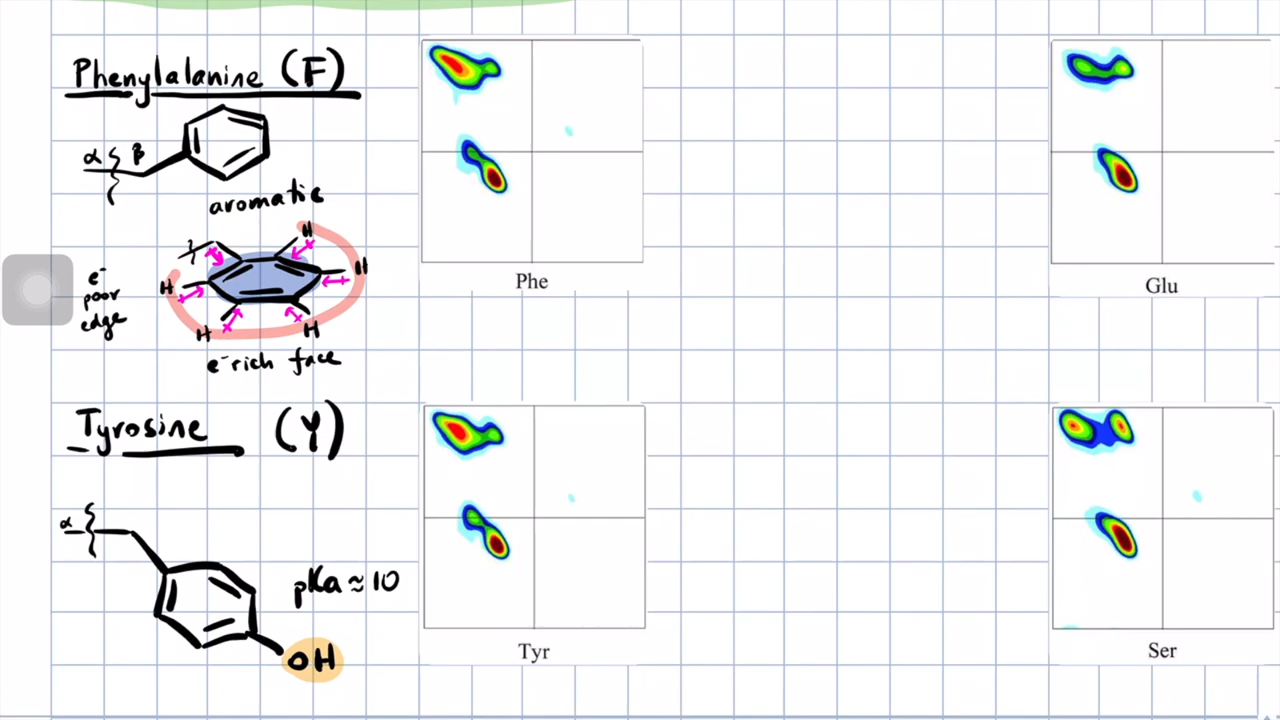 Phenylalanine (F)
α β
aromatic
H
H
H
H
H
e⁻
poor
edge
e⁻rich face
Phe
Glu
Tyrosine (Y)
α
pKa ≈ 10
OH
Tyr
Ser